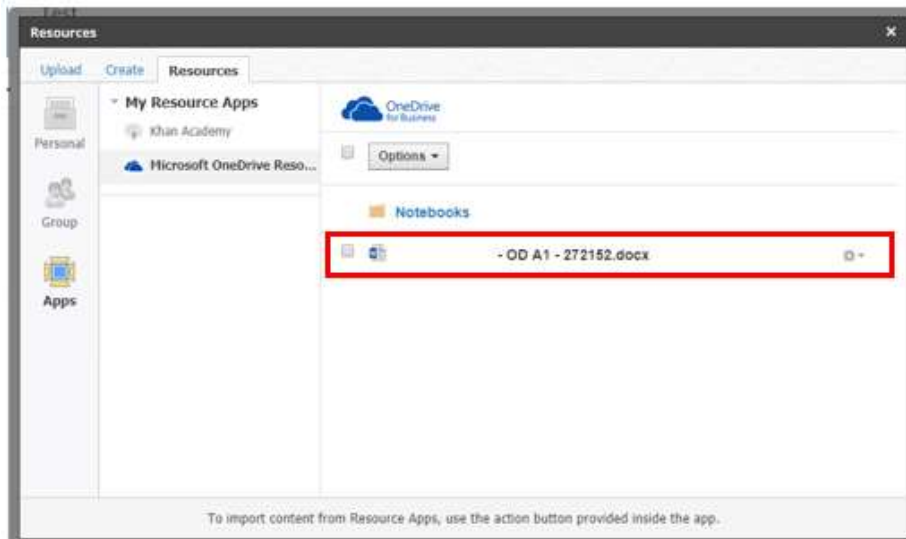 Test
Resources
Upload Create Resources
Personal
Group
Apps
My Resource Apps
Khan Academy
Microsoft OneDrive Reso...
OneDrive
for Business
Options
Notebooks
- OD A1 - 272152.docx
To import content from Resource Apps, use the action button provided inside the app.